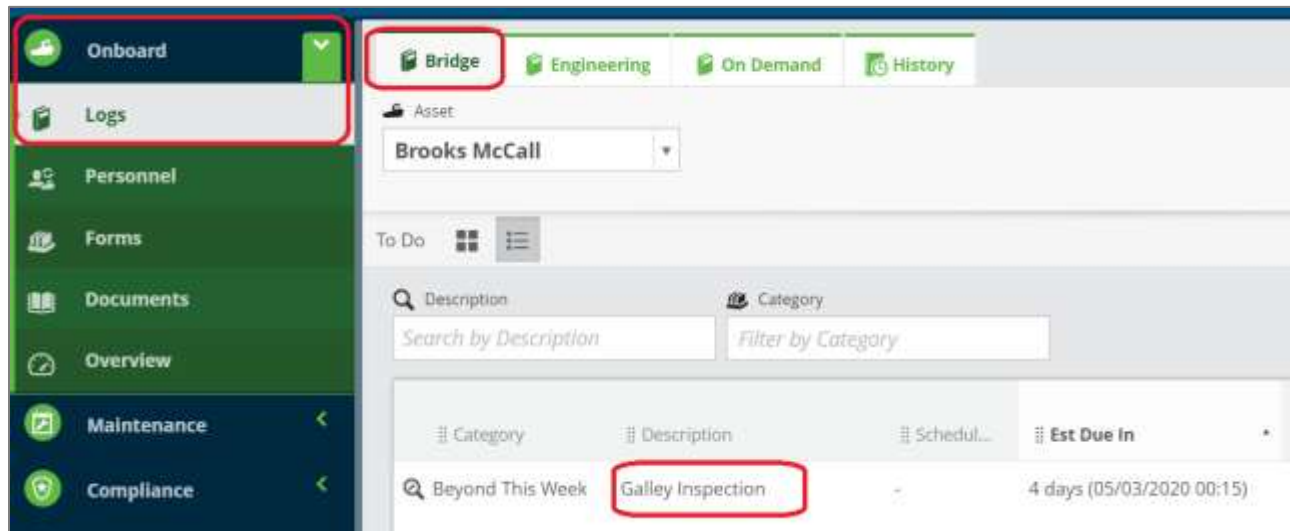 Onboard
Logs
Personnel
Forms
Documents
Overview
Maintenance
Compliance
Bridge Engineering On Demand History
Asset
Brooks McCall
To Do
Description Category
Search by Description Filter by Category
Category Description Schedul... Est Due In
Beyond This Week Galley Inspection - 4 days (05/03/2020 00:15)